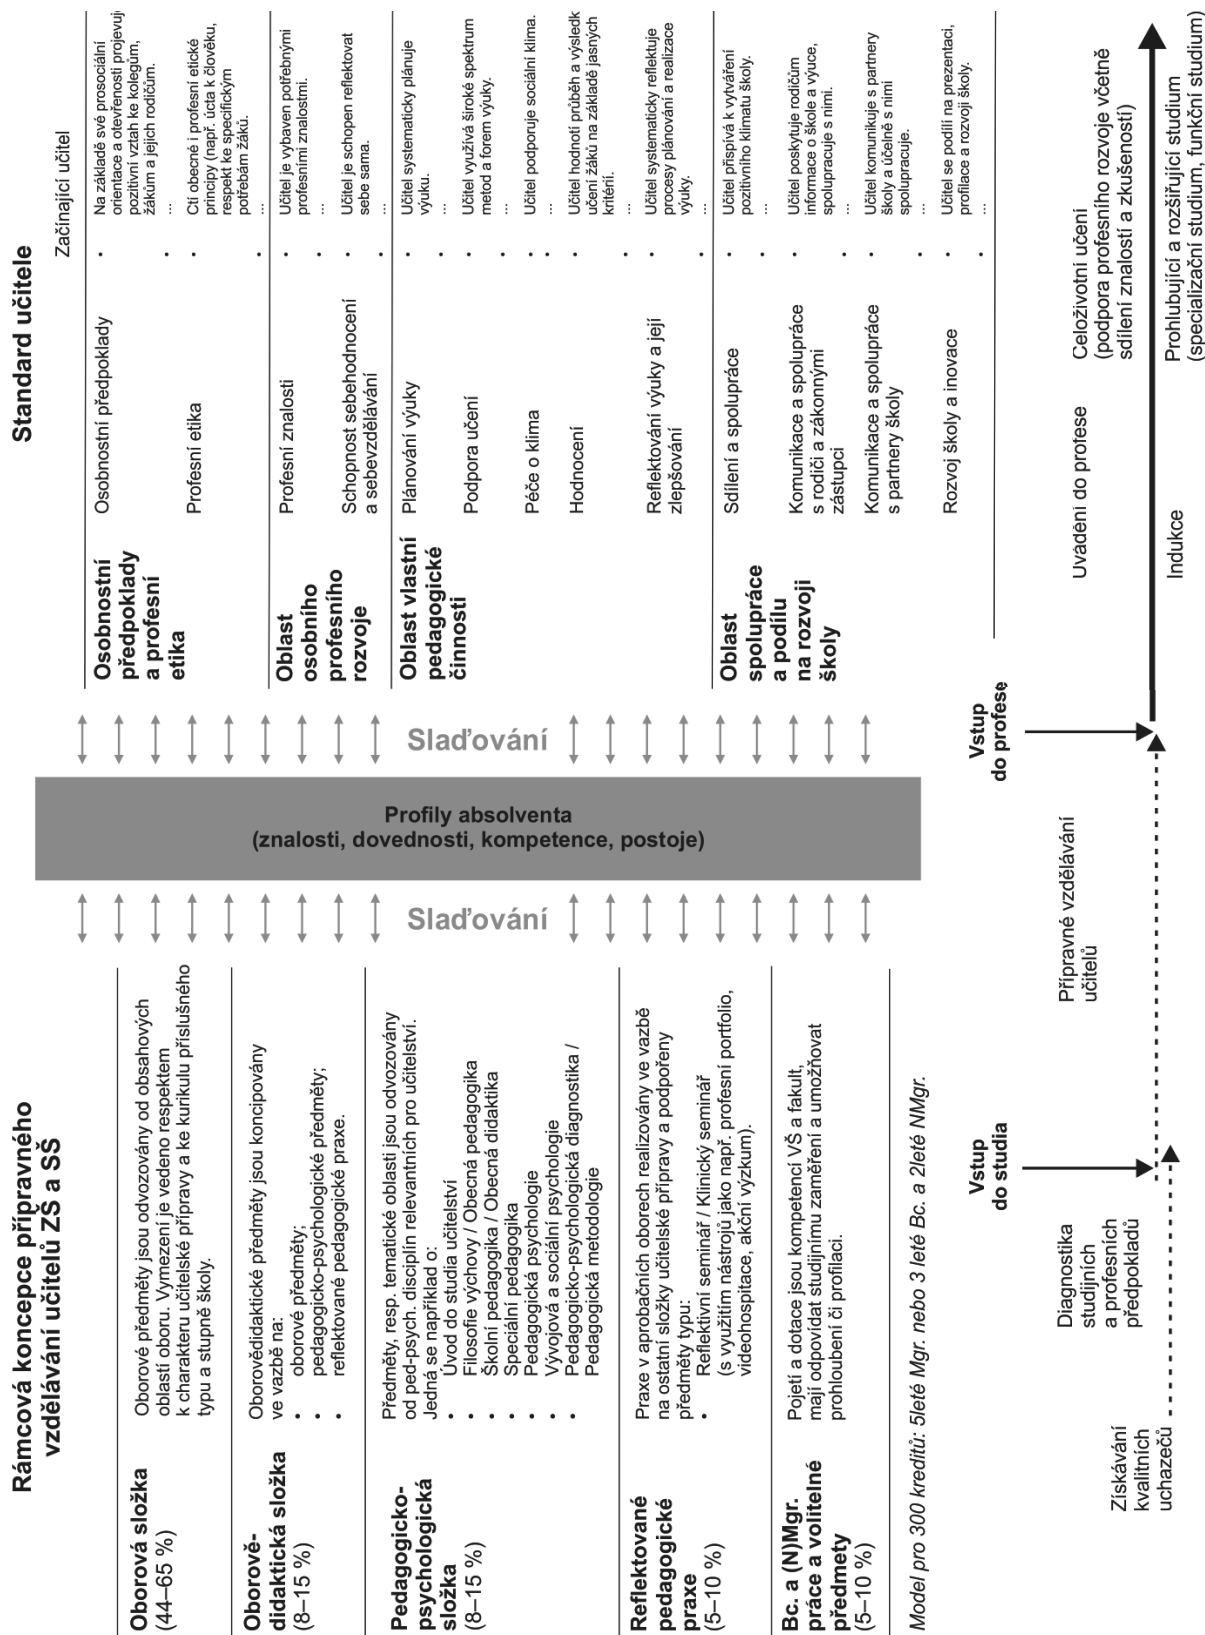 Rámcová koncepce přípravného
vzdělávání učitelů ZŠ a SŠ
Oborová složka
(44–65 %)
Oborové předměty jsou odvozovány od obsahových
oblastí oboru. Vymezení je vedeno respektem
k charakteru učitelské přípravy a ke kurikulu příslušného
typu a stupně školy.
Oborově-
didaktická složka
(8–15 %)
Oborovědidaktické předměty jsou koncipovány
ve vazbě na:
• oborové předměty;
• pedagogicko-psychologické předměty;
• reflektované pedagogické praxe.
Pedagogicko-
psychologická
složka
(8–15 %)
Předměty, resp. tematické oblasti jsou odvozovány
od ped-psych. disciplín relevantních pro učitelství.
Jedná se například o:
• Úvod do studia učitelství
• Filosofie výchovy / Obecná pedagogika
• Školní pedagogika / Obecná didaktika
• Speciální pedagogika
• Pedagogická psychologie
• Vývojová a sociální psychologie
• Pedagogicko-psychologická diagnostika /
Pedagogická metodologie
Reflektované
pedagogické
praxe
(5–10 %)
Praxe v aprobačních oborech realizovány ve vazbě
na ostatní složky učitelské přípravy a podpořeny
předměty typu:
• Reflektivní seminář / Klinický seminář
(s využitím nástrojů jako např. profesní portfolio,
videohospitace, akční výzkum).
Bc. a (N)Mgr.
práce a volitelné
předmety
(5–10 %)
Pojetí a dotace jsou kompetencí VŠ a fakult,
mají odpovídat studijnímu zaměření a umožňovat
prohloubení či profilaci.
Model pro 300 kreditů: 5leté Mgr. nebo 3 leté Bc. a 2leté NMgr.
Slaďování
Profily absolventa
(znalosti, dovednosti, kompetence, postoje)
Slaďování
Standard učitele
Začínající učitel
Osobnostní
předpoklady
a profesní
etika
Osobnostní předpoklady
• Na základě své prosociální
orientace a otevřenosti projevuje
pozitivní vztah ke kolegům,
žákům a jejich rodičům.
• ...
Profesní etika
• Ctí obecné i profesní etické
principy (např. úcta k člověku,
respekt ke specifickým
potřebám žáků.
• ...
Oblast
osobního
profesního
rozvoje
Profesní znalosti
• Učitel je vybaven potřebnými
profesními znalostmi.
• ...
Schopnost sebehodnocení
a sebevzdělávání
• Učitel je schopen reflektovat
sebe sama.
• ...
Oblast vlastní
pedagogické
činnosti
Plánování výuky
• Učitel systematicky plánuje
výuku.
• ...
Podpora učení
• Učitel využívá široké spektrum
metod a forem výuky.
• ...
Péče o klima
• Učitel podporuje sociální klima.
• ...
Hodnocení
• Učitel hodnotí průběh a výsledk
učení žáků na základě jasných
kritérií.
• ...
Reflektování výuky a její
zlepšování
• Učitel systematicky reflektuje
procesy plánování a realizace
výuky.
• ...
Oblast
spolupráce
a podílu
na rozvoji
školy
Sdílení a spolupráce
• Učitel přispívá k vytváření
pozitivního klimatu školy.
• ...
Komunikace a spolupráce
s rodiči a zákonnými
zástupci
• Učitel poskytuje rodičům
informace o škole a výuce,
spolupracuje s nimi.
• ...
Komunikace a spolupráce
s partnery školy
• Učitel komunikuje s partnery
školy a účelně s nimi
spolupracuje.
• ...
Rozvoj školy a inovace
• Učitel se podílí na prezentaci,
profilace a rozvoji školy.
• ...
Získávání
kvalitních
uchazečů
Diagnostika
studijních
a profesních
předpokladů
Vstup
do studia
Přípravné vzdělávání
učitelů
Vstup
do profese
Uvádění do profese
Indukce
Celoživotní učení
(podpora profesního rozvoje včetně
sdílení znalostí a zkušeností)
Prohlubující a rozšiřující studium
(specializační studium, funkční studium)